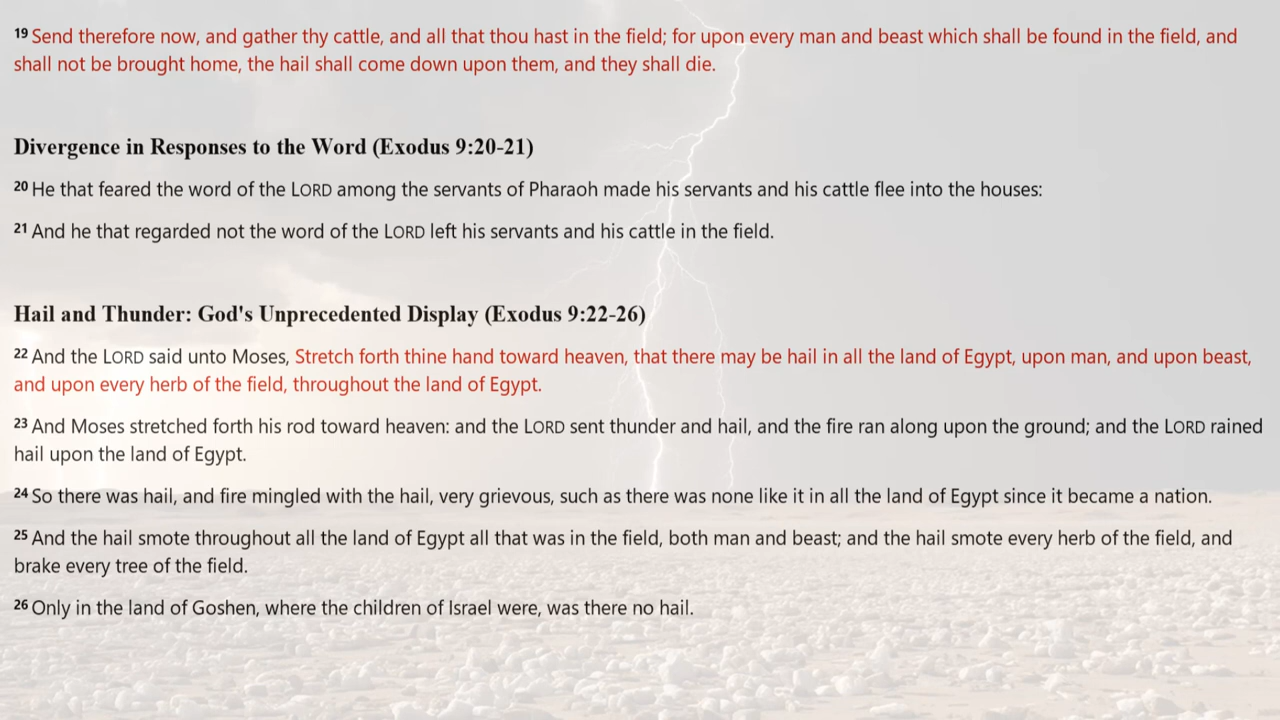 19 Send therefore now, and gather thy cattle, and all that thou hast in the field; for upon every man and beast which shall be found in the field, and
shall not be brought home, the hail shall come down upon them, and they shall die.
Divergence in Responses to the Word (Exodus 9:20-21)
20 He that feared the word of the LORD among the servants of Pharaoh made his servants and his cattle flee into the houses:
21 And he that regarded not the word of the LORD left his servants and his cattle in the field.
Hail and Thunder: God's Unprecedented Display (Exodus 9:22-26)
22 And the LORD said unto Moses, Stretch forth thine hand toward heaven, that there may be hail in all the land of Egypt, upon man, and upon beast,
and upon every herb of the field, throughout the land of Egypt.
23 And Moses stretched forth his rod toward heaven: and the LORD sent thunder and hail, and the fire ran along upon the ground; and the LORD rained
hail upon the land of Egypt.
24 So there was hail, and fire mingled with the hail, very grievous, such as there was none like it in all the land of Egypt since it became a nation.
25 And the hail smote throughout all the land of Egypt all that was in the field, both man and beast; and the hail smote every herb of the field, and
brake every tree of the field.
26 Only in the land of Goshen, where the children of Israel were, was there no hail.